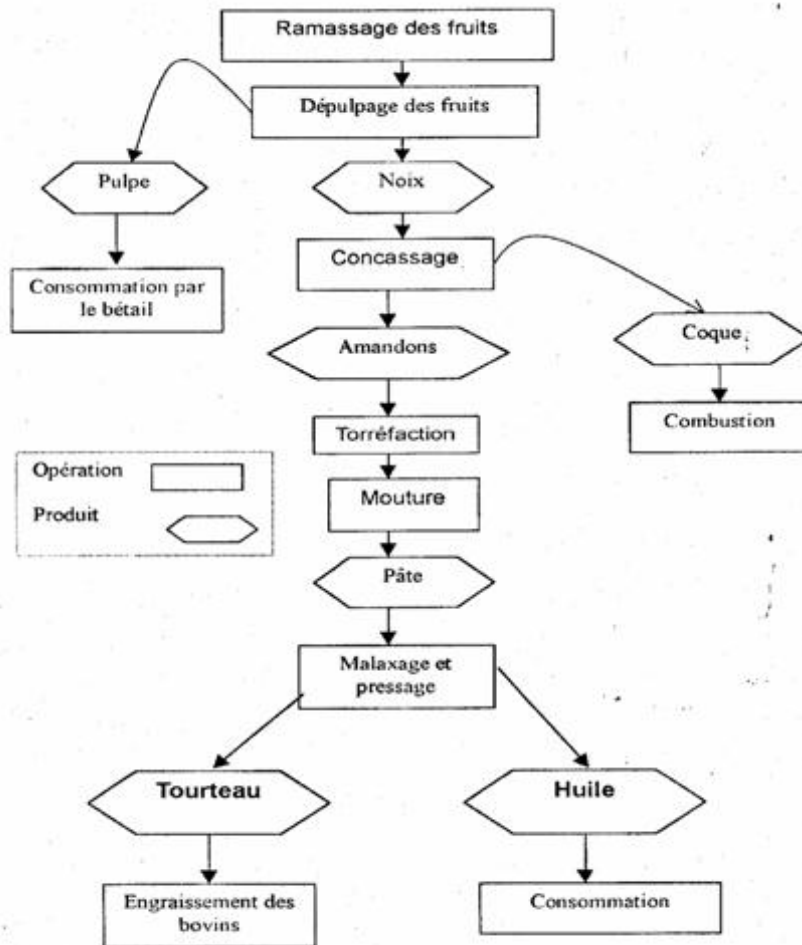 Ramassage des fruits
Dépulpage des fruits
Pulpe
Noix
Concassage
Consommation par
le bétail
Amandons
Coque
Combustion
Torréfaction
Opération
Produit
Mouture
Pâte
Malaxage et
pressage
Tourteau
Huile
Engraissement des
bovins
Consommation